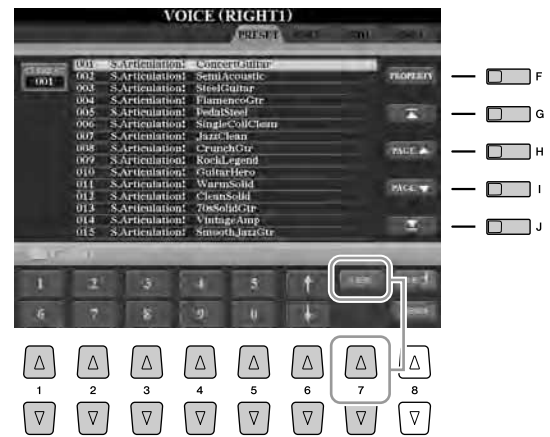 VOICE (RIGHT1)
PRESET
001
001 S.Articulation! ConcertGuitar
002 S.Articulation! SemiAcoustic
003 S.Articulation! SteelGuitar
004 S.Articulation! FlamencoGtr
005 S.Articulation! PedalSteel
006 S.Articulation! SingleCoilClean
007 S.Articulation! JazzClean
008 S.Articulation! CrunchGtr
009 S.Articulation! RockLegend
010 S.Articulation! GuitarHero
011 S.Articulation! WarmSolid
012 S.Articulation! CleanSolid
013 S.Articulation! 70sSolidGtr
014 S.Articulation! VintageAmp
015 S.Articulation! SmoothJazzGtr
PROPERTY
PAGE
PAGE
F
G
H
I
J
1 2 3 4 5
6 7 8 9 0
1 2 3 4 5 6 7 8